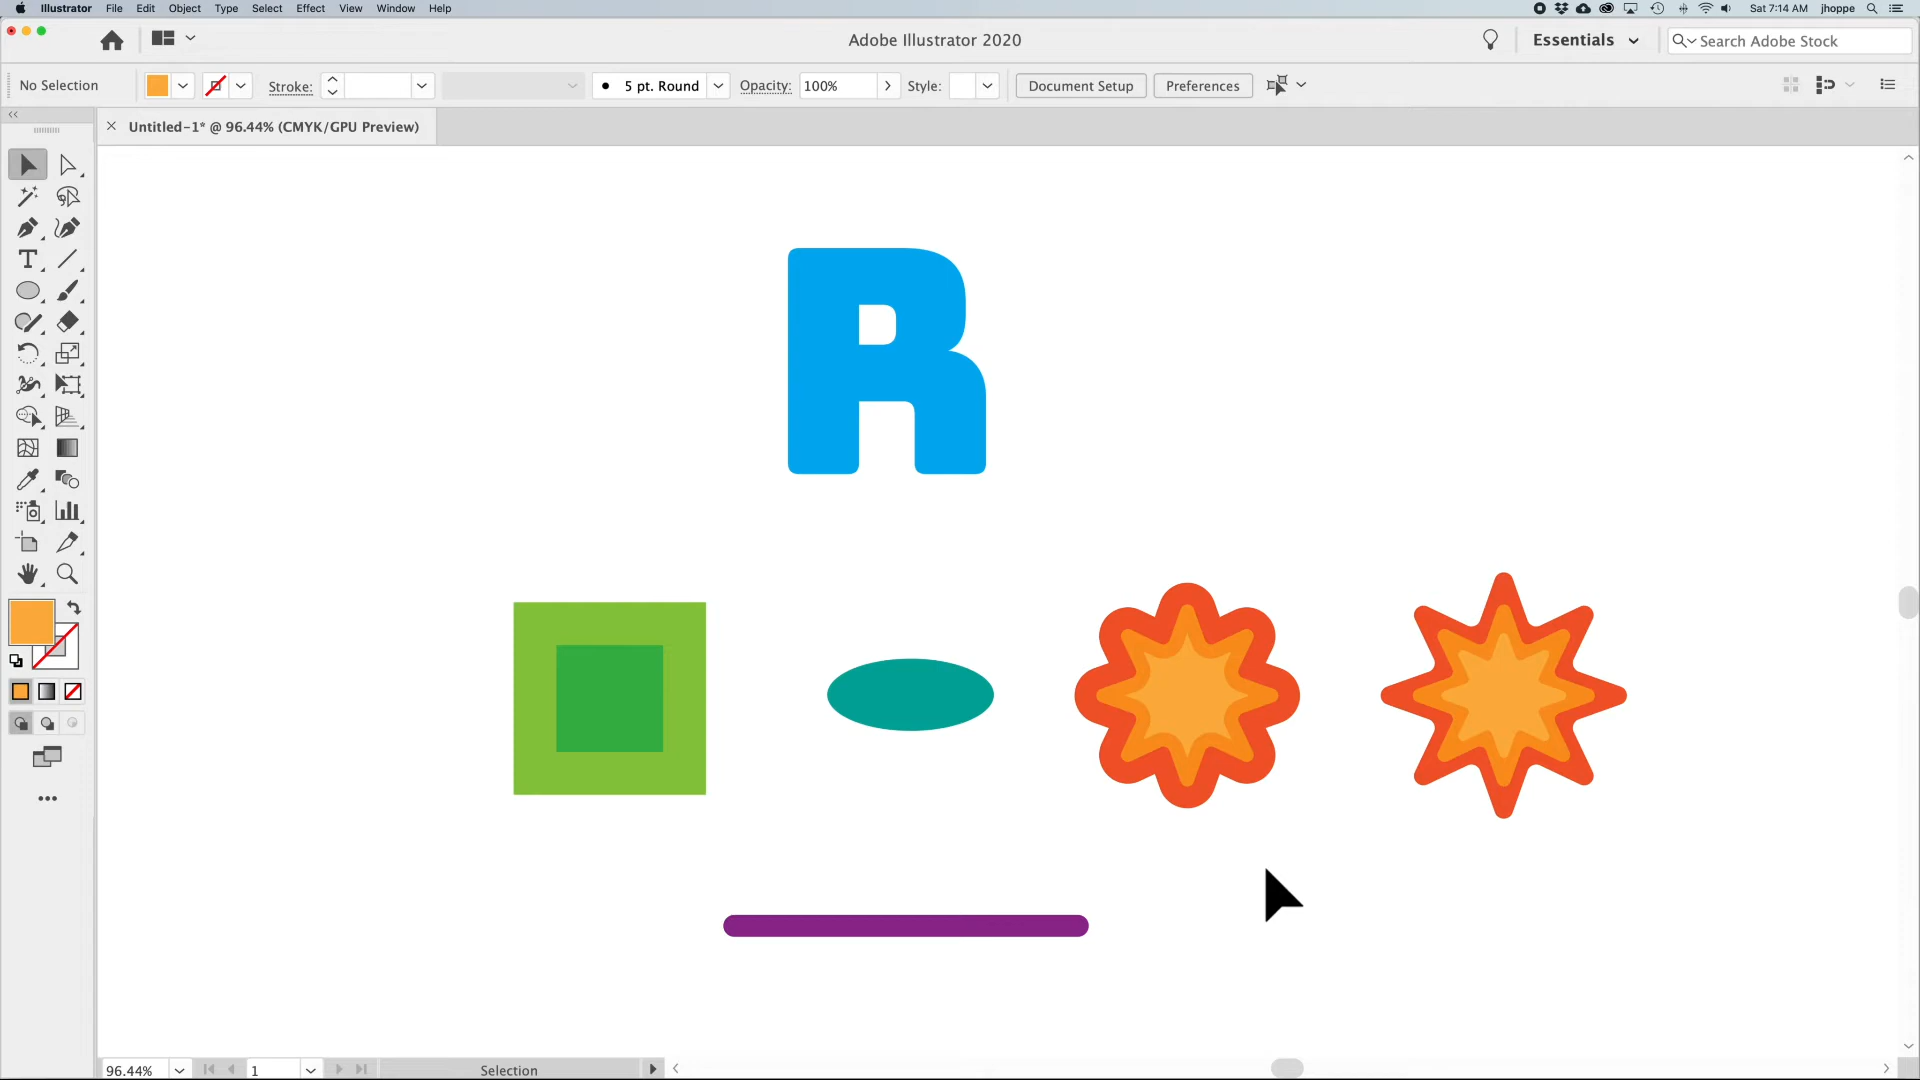 Illustrator File Edit Object Type Select Effect View Window Help Sat 7:14 AM jhoppe
Adobe Illustrator 2020 Essentials Search Adobe Stock
No Selection Stroke: 5 pt. Round Opacity: 100% Style: Document Setup Preferences
Untitled-1* @ 96.44% (CMYK/GPU Preview)
R
96.44% 1 Selection